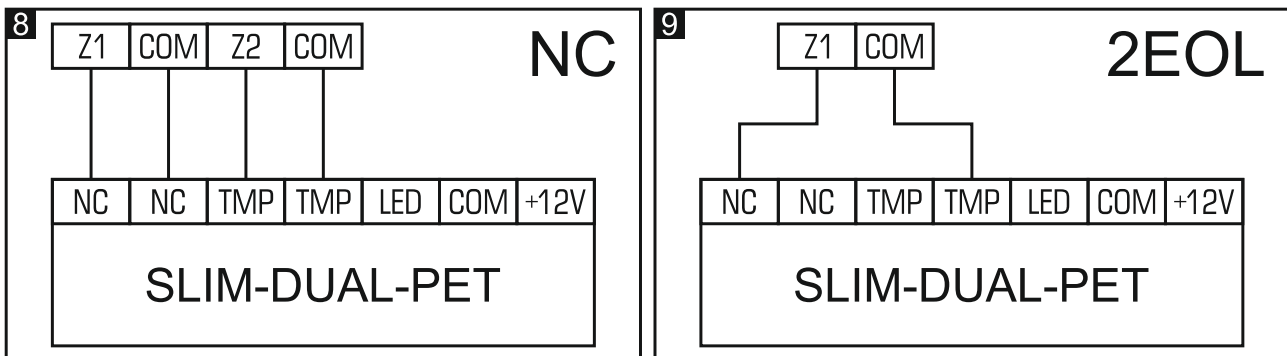 8
Z1 COM Z2 COM
NC
NC NC TMP TMP LED COM +12V
SLIM-DUAL-PET
9
Z1 COM
2EOL
NC NC TMP TMP LED COM +12V
SLIM-DUAL-PET